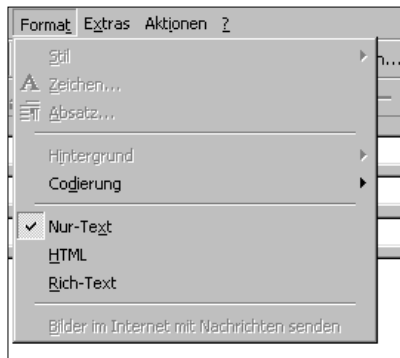 Format Extras Aktionen ?
Stil
n...
Zeichen...
Absatz...
Hintergrund
Codierung
Nur-Text
HTML
Rich-Text
Bilder im Internet mit Nachrichten senden